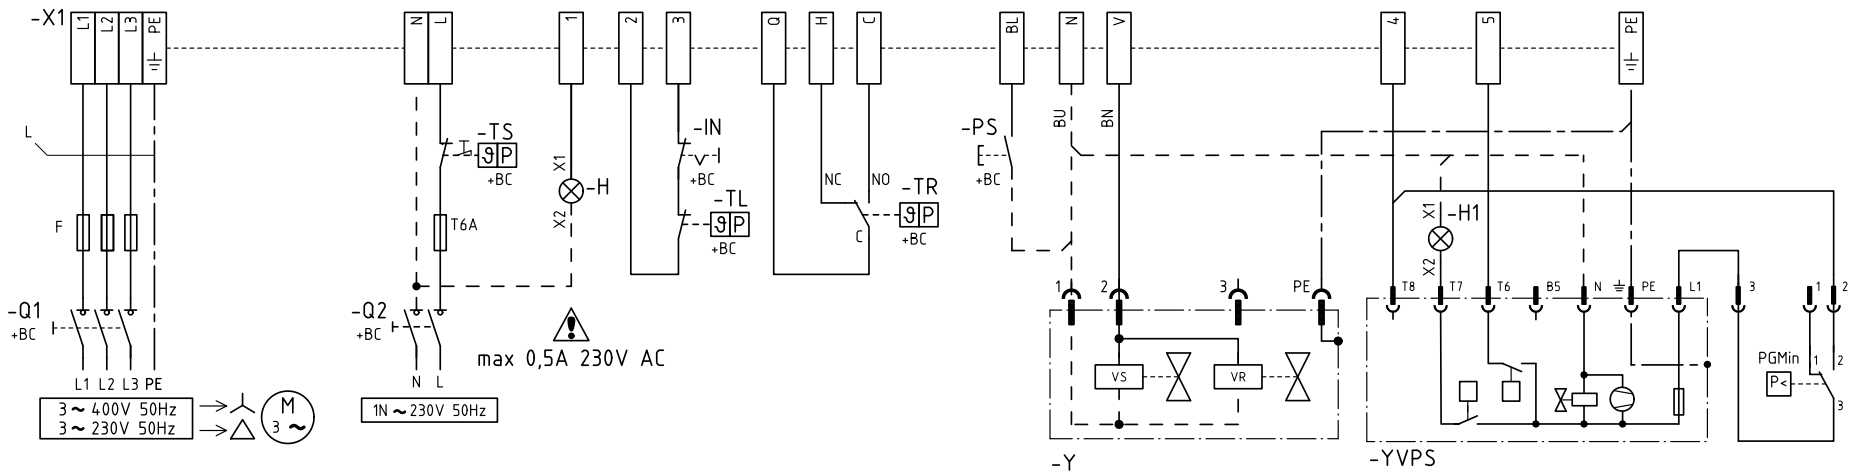 -X1 L1 L2 L3 PE N L 1 2 3 Q H C BL N V 4 5 PE
BU BN
L
-TS
ϑ P
+BC
-IN
+BC
-PS
+BC
X1
-H
X2
NC NO
-TR
ϑ P
+BC
C
-TL
ϑ P
+BC
F
T6A
X1
-H1
X2
-Q1
+BC
-Q2
+BC
1 2 3 PE
T8 T7 T6 B5 N PE L1 3 1 2
max 0,5A 230V AC
L1 L2 L3 PE
N L
VS VR
PGMin
P<
1 2
3
3 ~ 400V 50Hz
3 ~ 230V 50Hz
M
3 ~
1N ~ 230V 50Hz
-Y
-YVPS